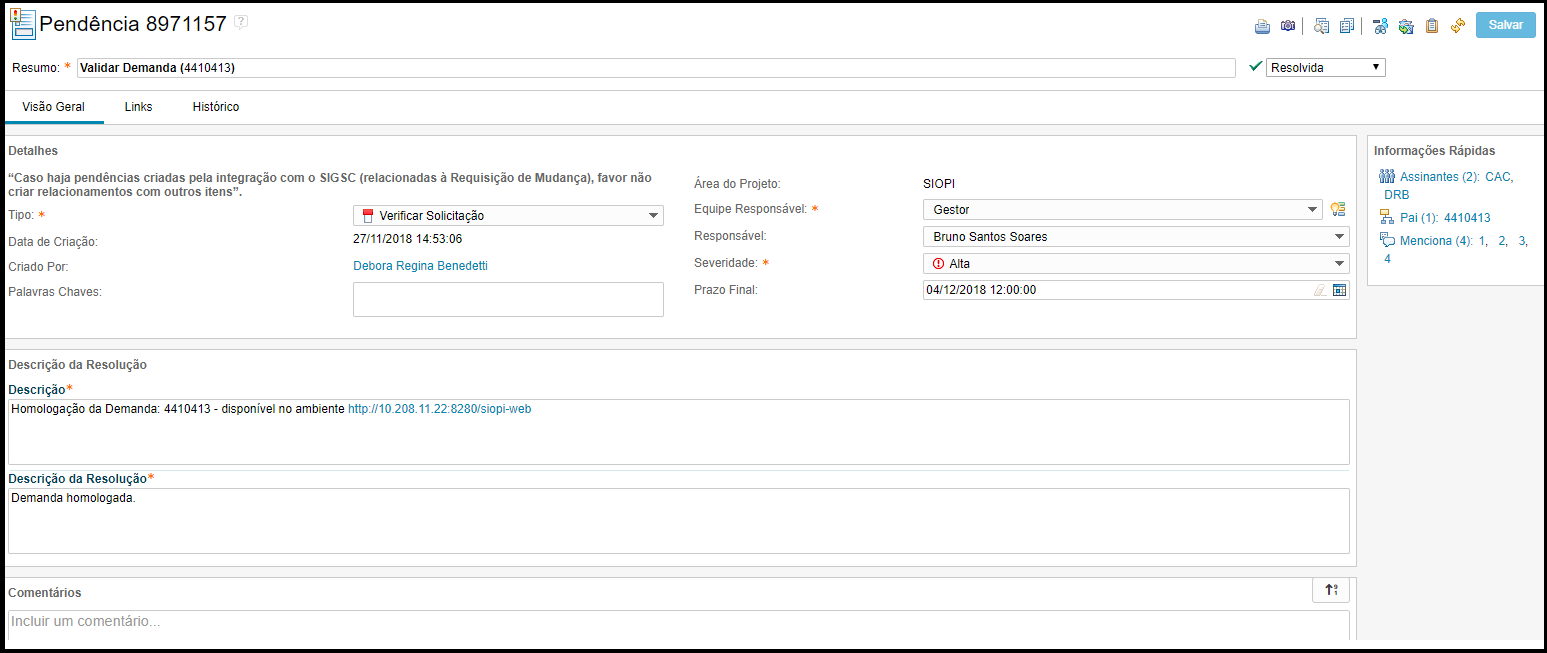 Pendência 8971157 ?
Salvar
Resumo: * Validar Demanda (4410413) Resolvida
Visão Geral Links Histórico
Detalhes
“Caso haja pendências criadas pela integração com o SIGSC (relacionadas à Requisição de Mudança), favor não
criar relacionamentos com outros itens”.
Tipo: * Verificar Solicitação
Data de Criação: 27/11/2018 14:53:06
Criado Por: Debora Regina Benedetti
Palavras Chaves:
Área do Projeto: SIOPI
Equipe Responsável: * Gestor
Responsável: Bruno Santos Soares
Severidade: * Alta
Prazo Final: 04/12/2018 12:00:00
Informações Rápidas
Assinantes (2): CAC,
DRB
Pai (1): 4410413
Menciona (4): 1, 2, 3,
4
Descrição da Resolução
Descrição*
Homologação da Demanda: 4410413 - disponível no ambiente http://10.208.11.22:8280/siopi-web
Descrição da Resolução*
Demanda homologada.
Comentários
Incluir um comentário...